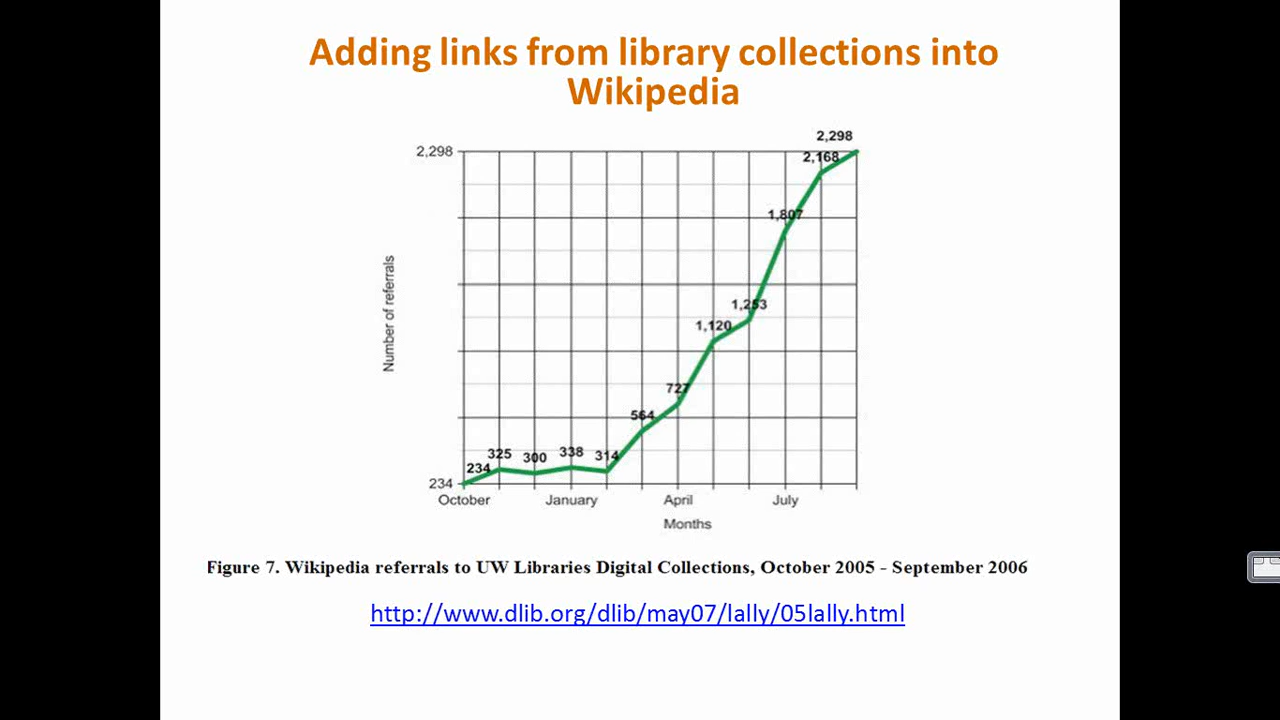 Adding links from library collections into
Wikipedia
2,298
2,298
2,168
1,807
1,253
1,120
727
564
325
300
338
314
234
234
October
January
April
July
Number of referrals
Months
Figure 7. Wikipedia referrals to UW Libraries Digital Collections, October 2005 - September 2006
http://www.dlib.org/dlib/may07/lally/05lally.html